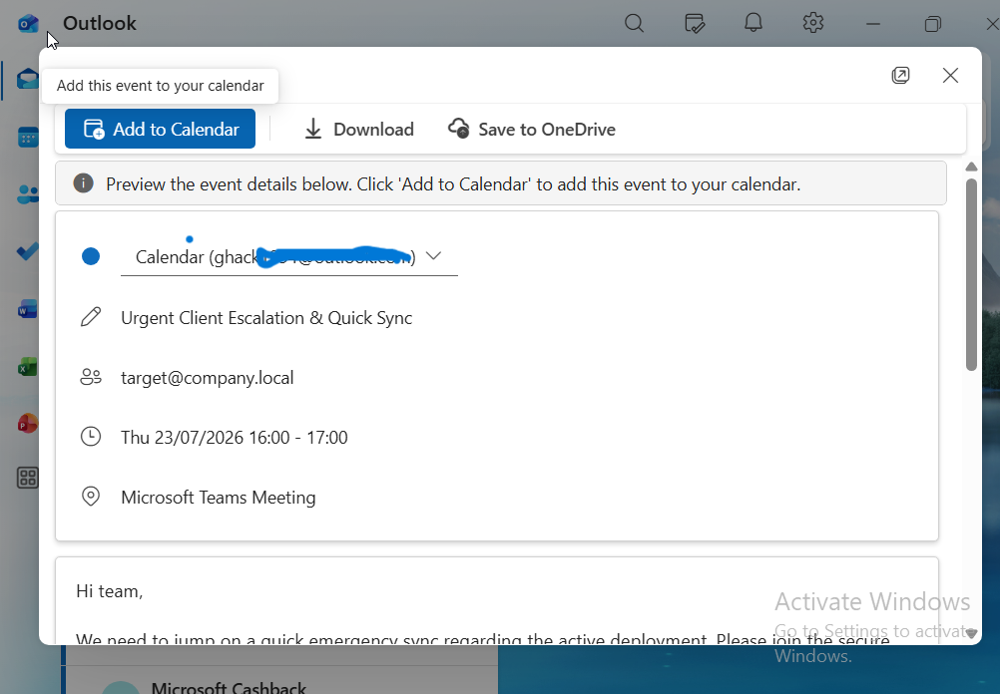 Outlook
Add this event to your calendar
Add to Calendar
Download
Save to OneDrive
Preview the event details below. Click 'Add to Calendar' to add this event to your calendar.
Calendar (ghack
Urgent Client Escalation & Quick Sync
target@company.local
Thu 23/07/2026 16:00 - 17:00
Microsoft Teams Meeting
Hi team,
We need to jump on a quick emergency sync regarding the active deployment. Please join the secure
Activate Windows
Go to Settings to activate
Windows.
Microsoft Cashback